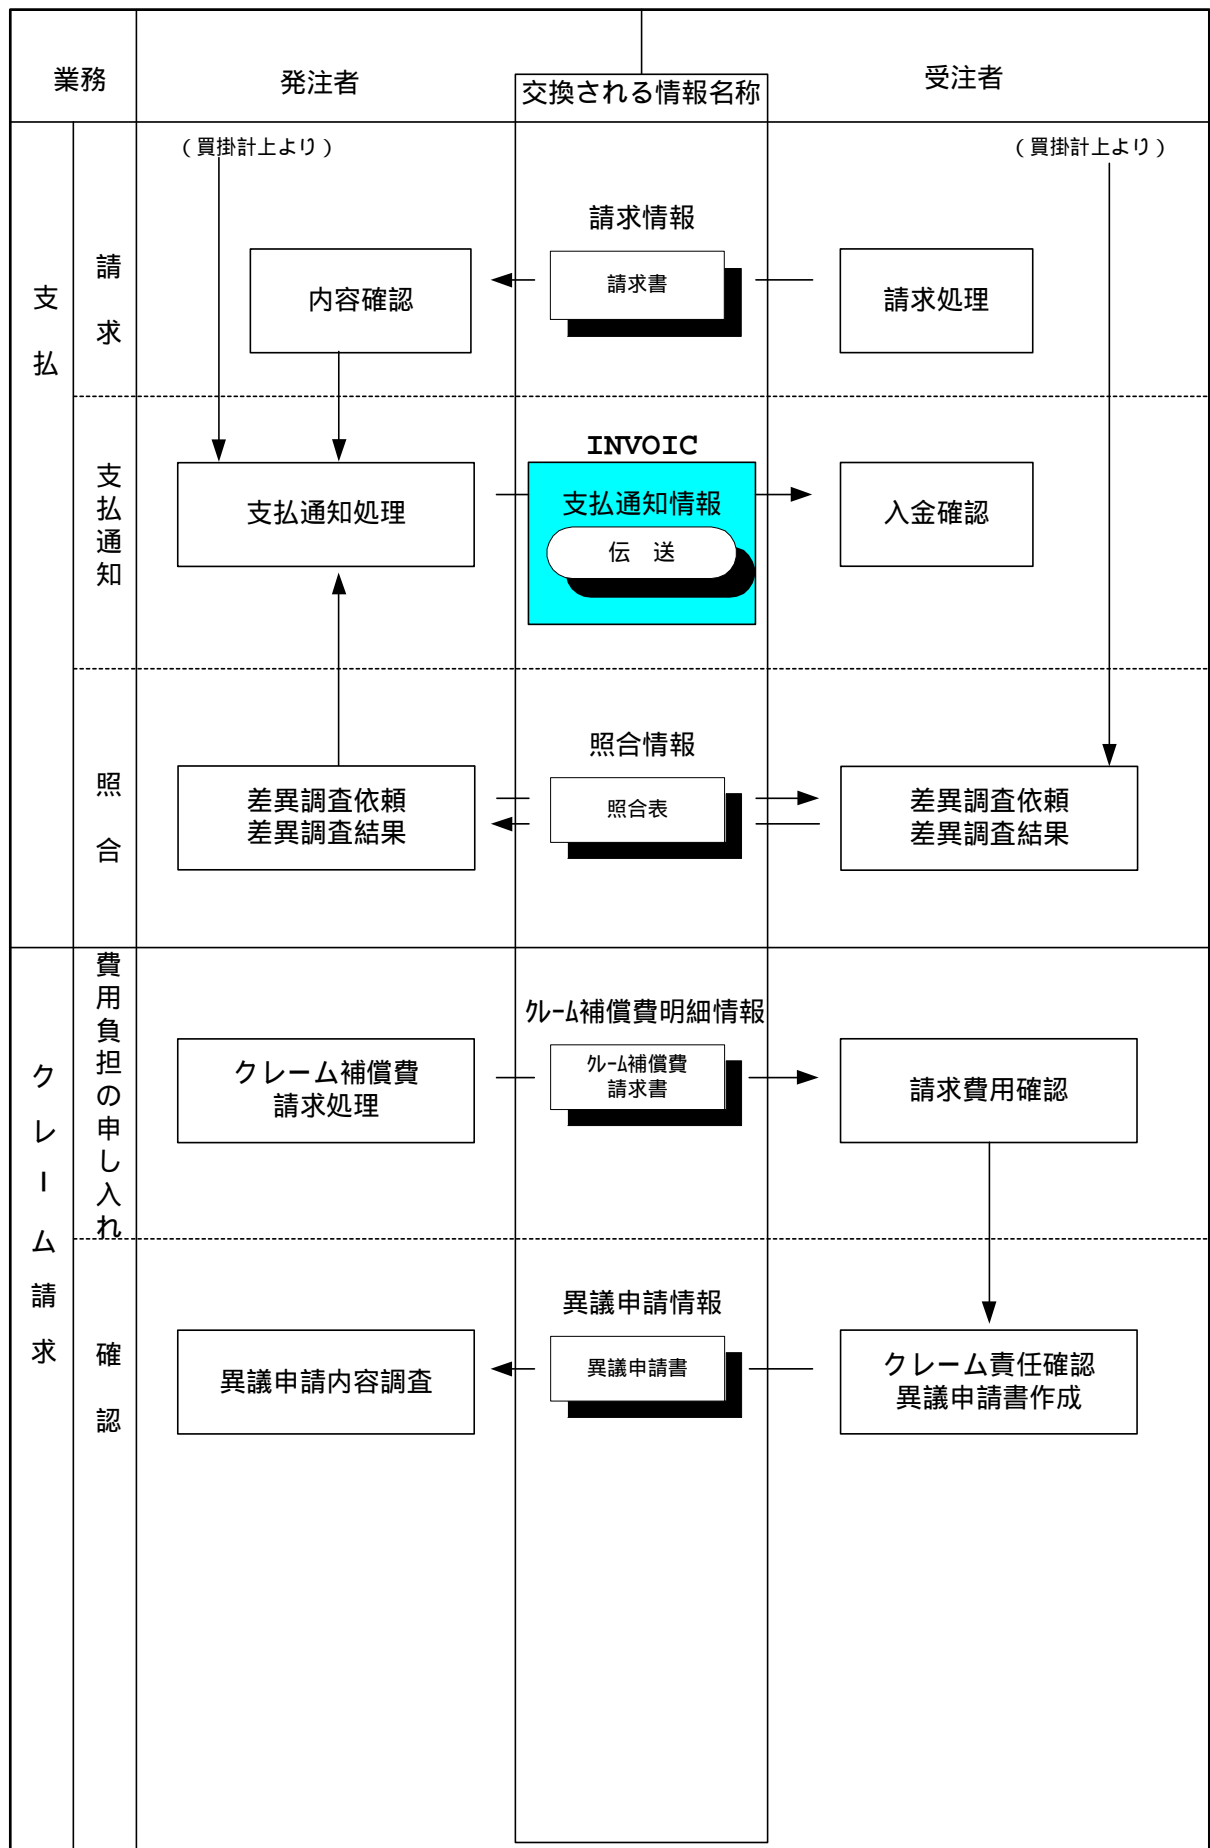 業務
発注者
交換される情報名称
受注者
(買掛計上より)
(買掛計上より)
支払
請求
請求情報
内容確認
請求書
請求処理
支払通知
INVOIC
支払通知処理
支払通知情報
伝 送
入金確認
照合
照合情報
差異調査依頼
差異調査結果
照合表
差異調査依頼
差異調査結果
クレーム請求
費用負担の申し入れ
ｸﾚｰﾑ補償費明細情報
クレーム補償費
請求処理
ｸﾚｰﾑ補償費
請求書
請求費用確認
確認
異議申請情報
異議申請内容調査
異議申請書
クレーム責任確認
異議申請書作成